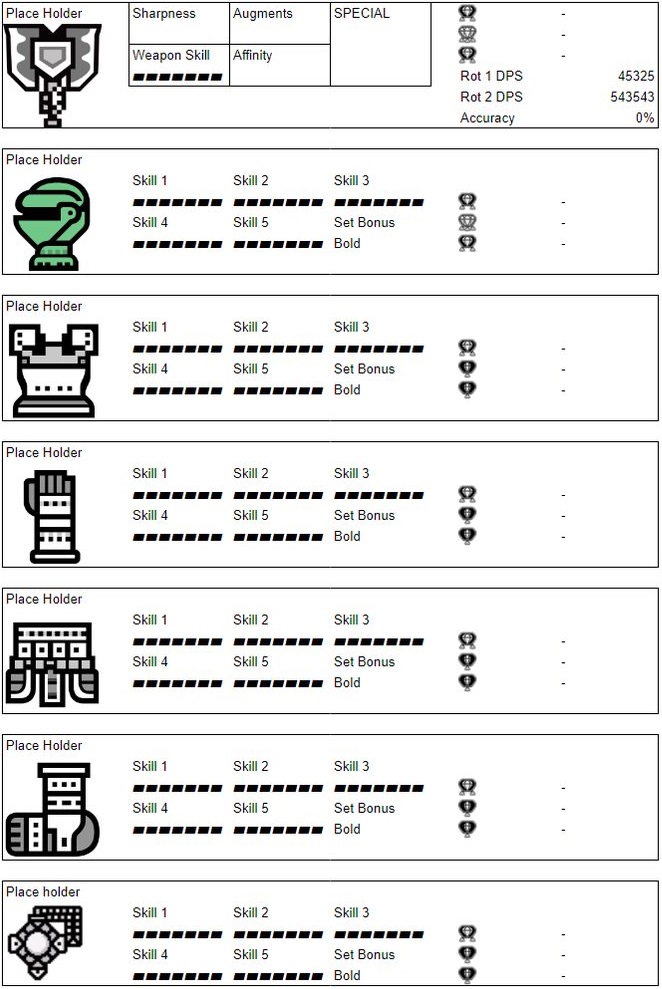 Place Holder
Sharpness Augments SPECIAL -
-
Weapon Skill Affinity -
Rot 1 DPS 45325
Rot 2 DPS 543543
Accuracy 0%
Place Holder
Skill 1 Skill 2 Skill 3
-
Skill 4 Skill 5 Set Bonus -
Bold -
Place Holder
Skill 1 Skill 2 Skill 3
-
Skill 4 Skill 5 Set Bonus -
Bold -
Place Holder
Skill 1 Skill 2 Skill 3
-
Skill 4 Skill 5 Set Bonus -
Bold -
Place Holder
Skill 1 Skill 2 Skill 3
-
Skill 4 Skill 5 Set Bonus -
Bold -
Place Holder
Skill 1 Skill 2 Skill 3
-
Skill 4 Skill 5 Set Bonus -
Bold -
Place holder
Skill 1 Skill 2 Skill 3
-
Skill 4 Skill 5 Set Bonus -
Bold -